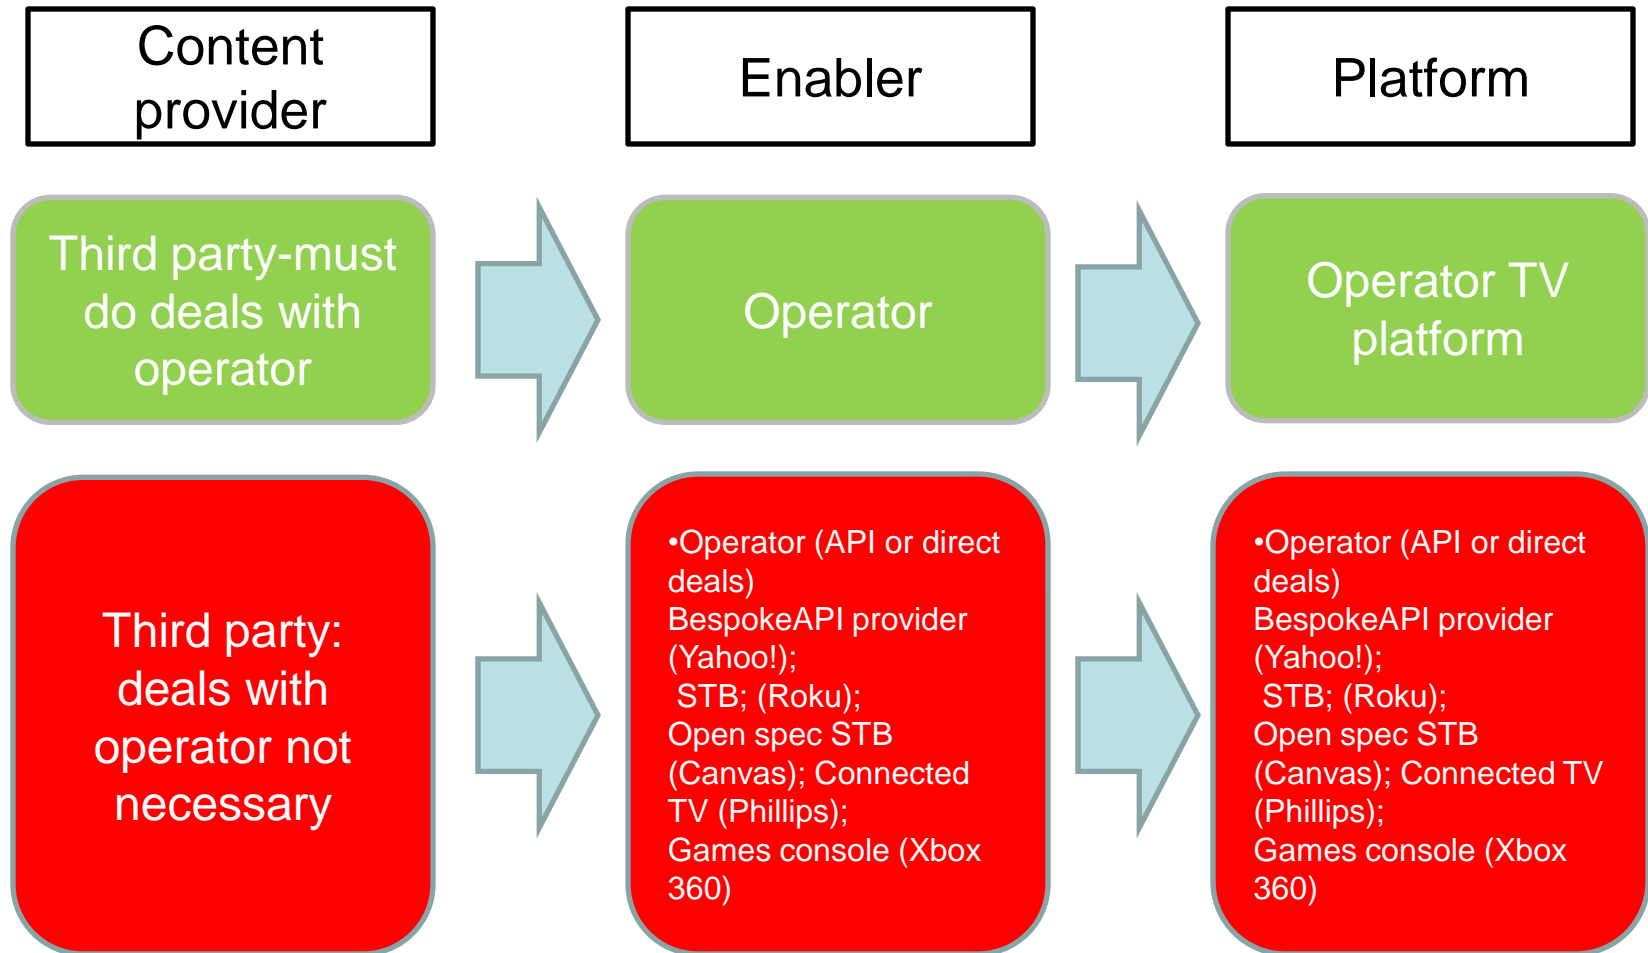 Content
provider
Enabler
Platform
Third party-must
do deals with
operator
Operator
Operator TV
platform
Third party:
deals with
operator not
necessary
•Operator (API or direct
deals)
BespokeAPI provider
(Yahoo!);
STB; (Roku);
Open spec STB
(Canvas); Connected
TV (Phillips);
Games console (Xbox
360)
•Operator (API or direct
deals)
BespokeAPI provider
(Yahoo!);
STB; (Roku);
Open spec STB
(Canvas); Connected TV
(Phillips);
Games console (Xbox
360)